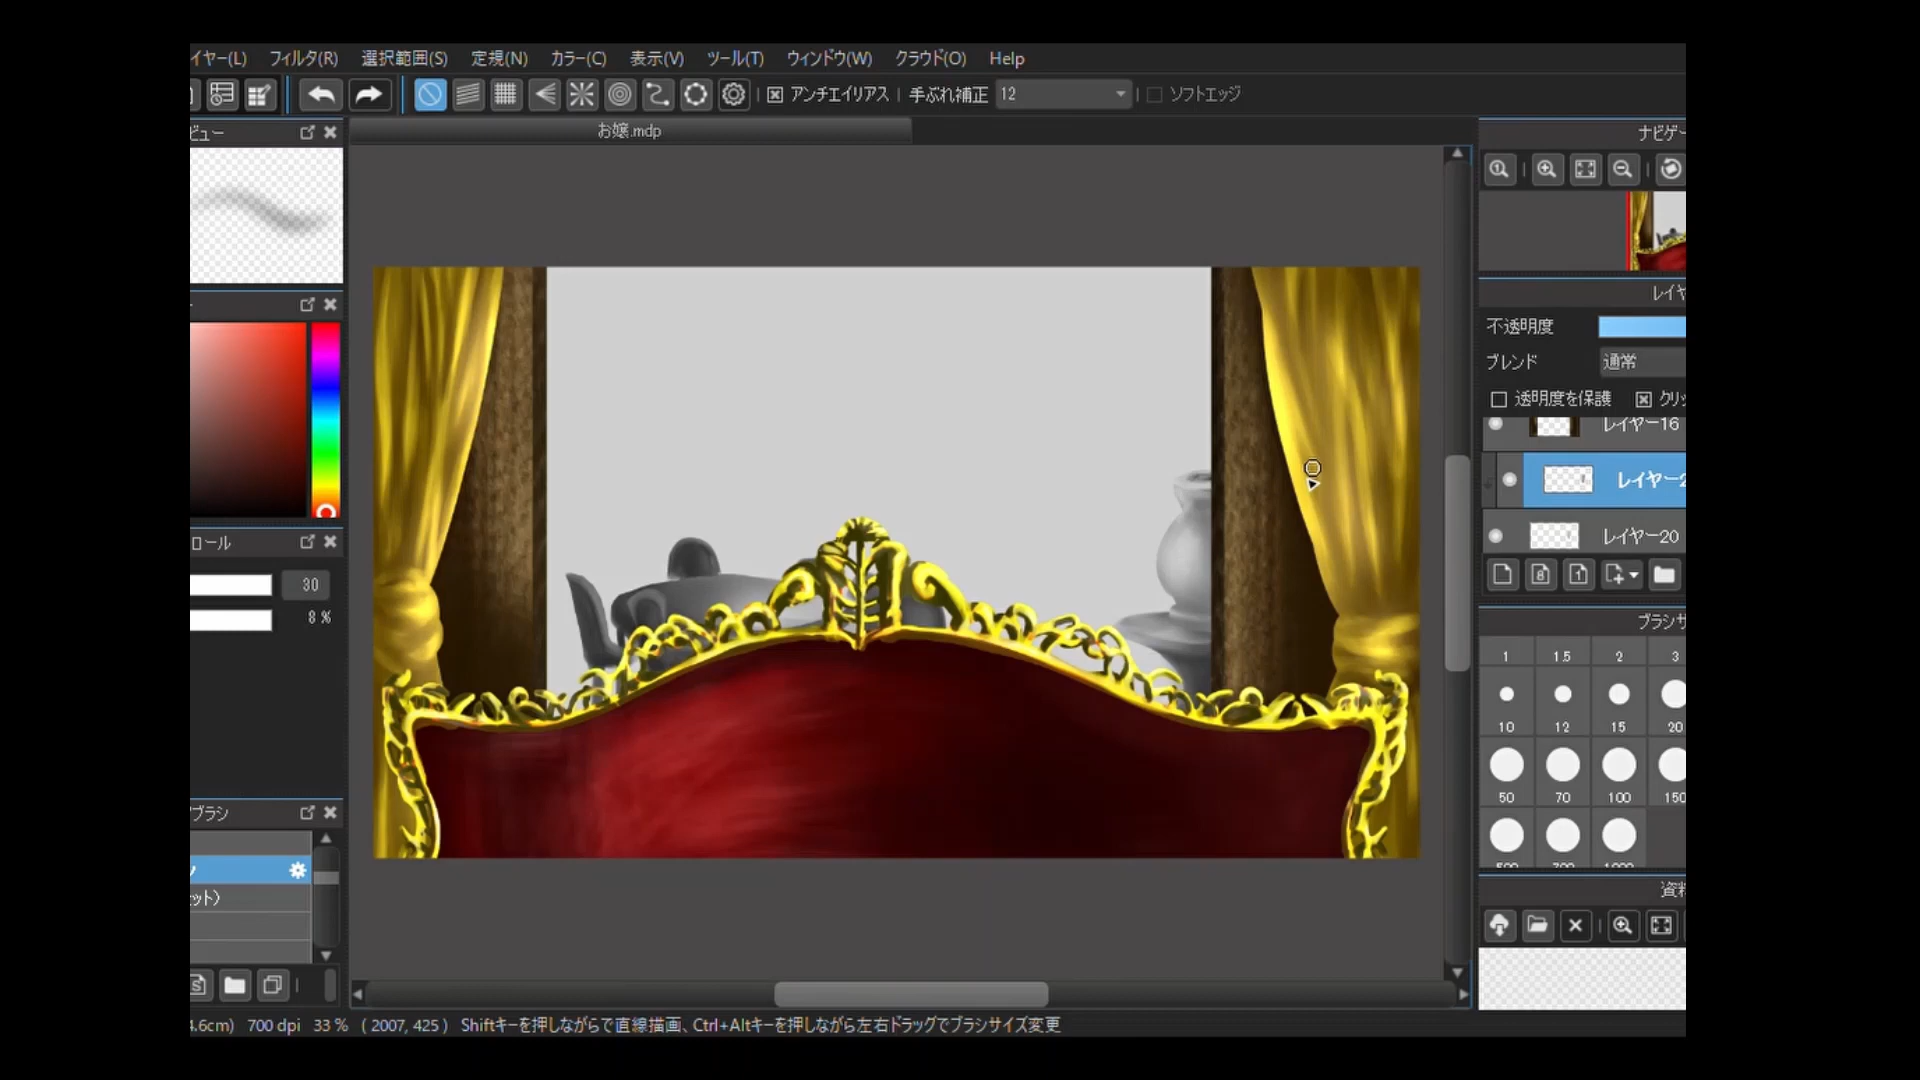 イヤー(L) フィルタ(R) 選択範囲(S) 定規(N) カラー(C) 表示(V) ツール(T) ウィンドウ(W) クラウド(O) Help
アンチエイリアス 手ぶれ補正 12 ソフトエッジ
ビュー
お嬢.mdp
ナビゲー
レイヤ
不透明度
ブレンド 通常
透明度を保護 クリッ
レイヤー16
レイヤー2
レイヤー20
ロール
30
8 %
ブラシサ
1 1.5 2 3
10 12 15 20
50 70 100 150
500 700 1000
ブラシ
ット)
資料
4.6cm) 700 dpi 33 % ( 2007, 425 ) Shiftキーを押しながらで直線描画、Ctrl+Altキーを押しながら左右ドラッグでブラシサイズ変更